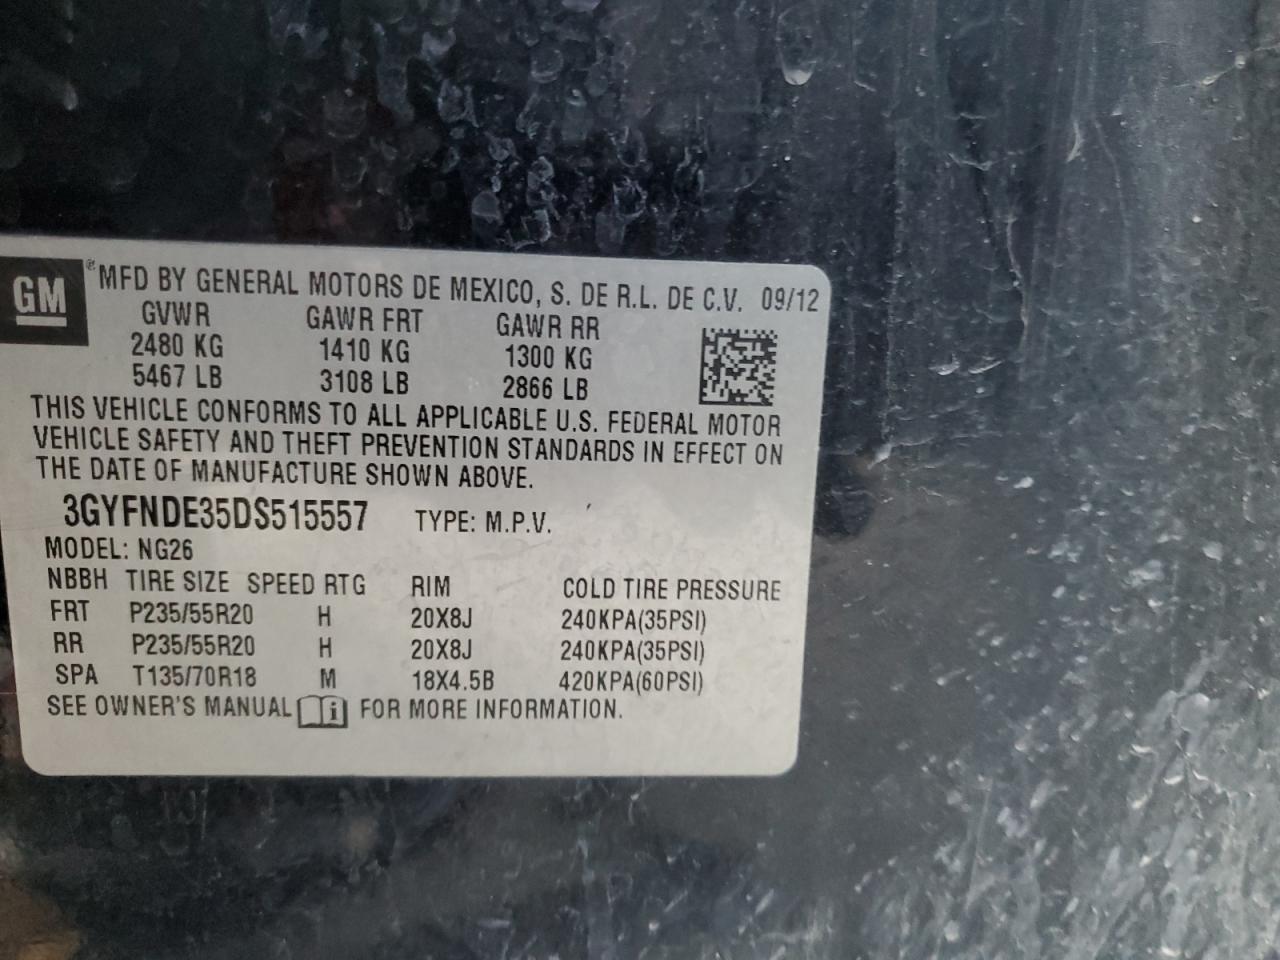 GM ® MFD BY GENERAL MOTORS DE MEXICO, S. DE R.L. DE C.V. 09/12
GVWR GAWR FRT GAWR RR
2480 KG 1410 KG 1300 KG
5467 LB 3108 LB 2866 LB
THIS VEHICLE CONFORMS TO ALL APPLICABLE U.S. FEDERAL MOTOR
VEHICLE SAFETY AND THEFT PREVENTION STANDARDS IN EFFECT ON
THE DATE OF MANUFACTURE SHOWN ABOVE.
3GYFNDE35DS515557 TYPE: M.P.V.
MODEL: NG26
NBBH TIRE SIZE SPEED RTG RIM COLD TIRE PRESSURE
FRT P235/55R20 H 20X8J 240KPA(35PSI)
RR P235/55R20 H 20X8J 240KPA(35PSI)
SPA T135/70R18 M 18X4.5B 420KPA(60PSI)
SEE OWNER'S MANUAL i FOR MORE INFORMATION.